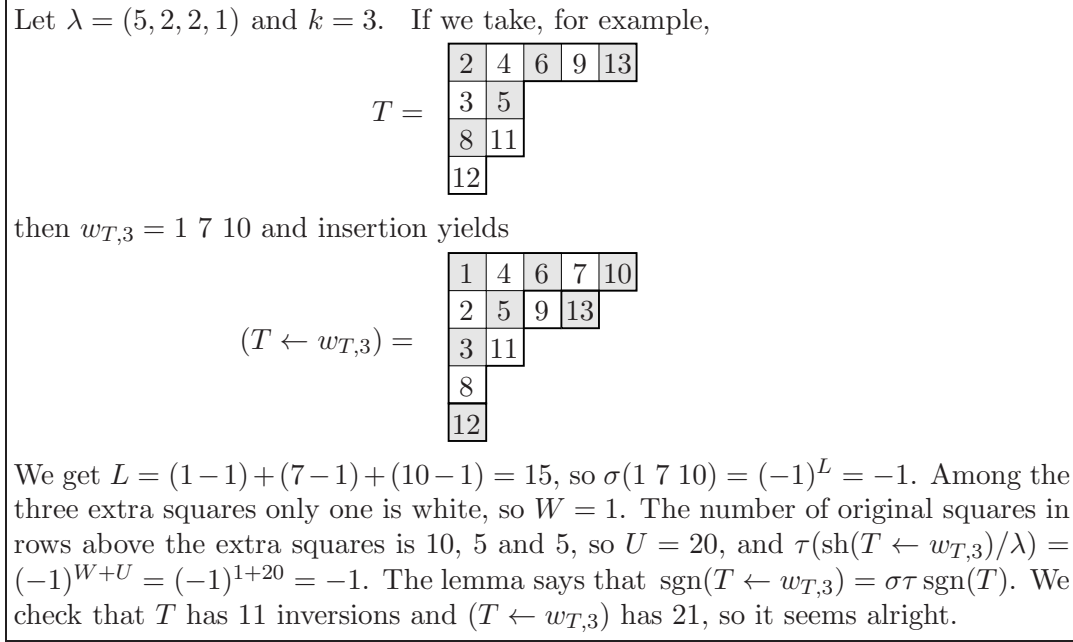 Let λ = (5, 2, 2, 1) and k = 3. If we take, for example,
2 4 6 9 13
T =
3 5
8 11
12
then w_{T,3} = 1 7 10 and insertion yields
1 4 6 7 10
2 5 9 13
(T ← w_{T,3}) =
3 11
8
12
We get L = (1−1)+(7−1)+(10−1) = 15, so σ(1 7 10) = (−1)^L = −1. Among the
three extra squares only one is white, so W = 1. The number of original squares in
rows above the extra squares is 10, 5 and 5, so U = 20, and τ(sh(T ← w_{T,3})/λ) =
(−1)^{W+U} = (−1)^{1+20} = −1. The lemma says that sgn(T ← w_{T,3}) = στ sgn(T). We
check that T has 11 inversions and (T ← w_{T,3}) has 21, so it seems alright.